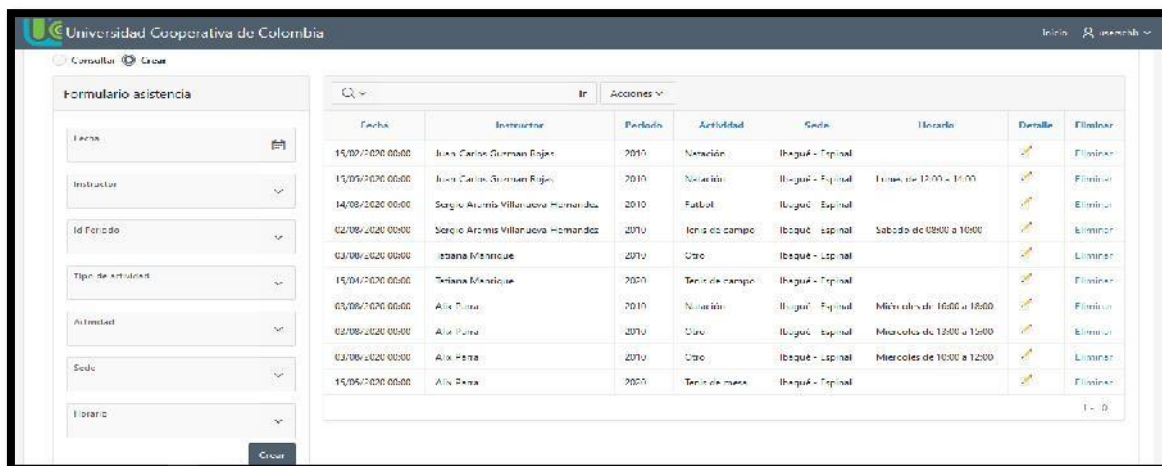 Universidad Cooperativa de Colombia Inicio
Consultar Crear
Formulario asistencia
Ir Acciones
Fecha
Instructor
Id Periodo
Tipo de actividad
Actividad
Sede
Horario
Crear
Fecha Instructor Periodo Actividad Sede Horario Detalle Eliminar
15/02/2020 00:00 Juan Carlos Guzman Rojas 2010 Natación Ibagué - Espinal Eliminar
15/05/2020 00:00 Juan Carlos Guzman Rojas 2010 Natación Ibagué - Espinal Lunes de 12:00 a 14:00 Eliminar
14/08/2020 00:00 Sergio Aramis Villanueva Hernandez 2010 Futbol Ibagué - Espinal Eliminar
02/08/2020 00:00 Sergio Aramis Villanueva Hernandez 2010 Tenis de campo Ibagué - Espinal Sabado de 08:00 a 10:00 Eliminar
03/08/2020 00:00 Tatiana Manrique 2010 Otro Ibagué - Espinal Eliminar
15/04/2020 00:00 Tatiana Manrique 2020 Tenis de campo Ibagué - Espinal Eliminar
03/08/2020 00:00 Alix Parra 2010 Natación Ibagué - Espinal Miércoles de 16:00 a 18:00 Eliminar
03/08/2020 00:00 Alix Parra 2010 Otro Ibagué - Espinal Miercoles de 13:00 a 15:00 Eliminar
03/08/2020 00:00 Alix Parra 2010 Otro Ibagué - Espinal Miercoles de 10:00 a 12:00 Eliminar
15/05/2020 00:00 Alix Parra 2020 Tenis de mesa Ibagué - Espinal Eliminar